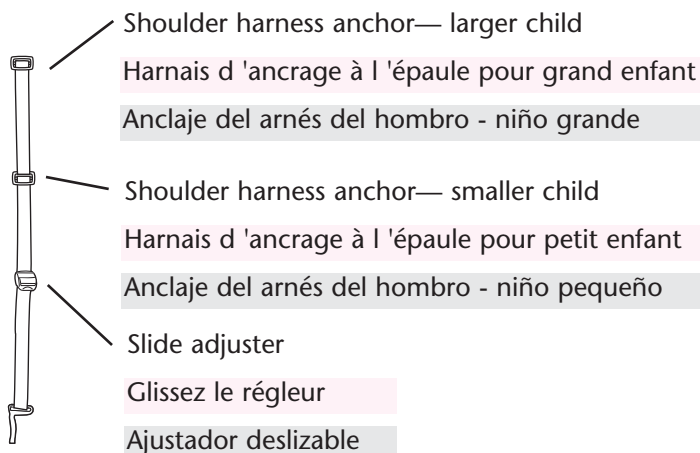 Shoulder harness anchor— larger child
Harnais d 'ancrage à l 'épaule pour grand enfant
Anclaje del arnés del hombro - niño grande
Shoulder harness anchor— smaller child
Harnais d 'ancrage à l 'épaule pour petit enfant
Anclaje del arnés del hombro - niño pequeño
Slide adjuster
Glissez le régleur
Ajustador deslizable